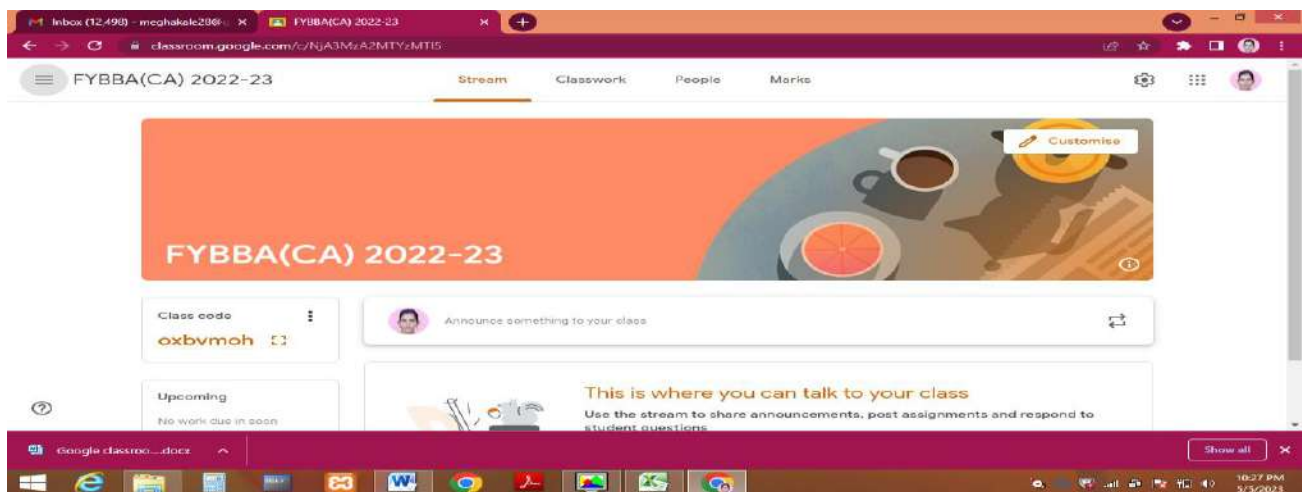 Inbox (12,498) - meghakale286
FYBBA(CA) 2022-23
classroom.google.com/c/NjA3MzA2MTYzMTI5
FYBBA(CA) 2022-23
Stream
Classwork
People
Marks
Customise
FYBBA(CA) 2022-23
Class code
oxbvmoh
Announce something to your class
Upcoming
No work due in soon
This is where you can talk to your class
Use the stream to share announcements, post assignments and respond to
student questions
Google classroo....docx
Show all
10:27 PM
5/5/2023